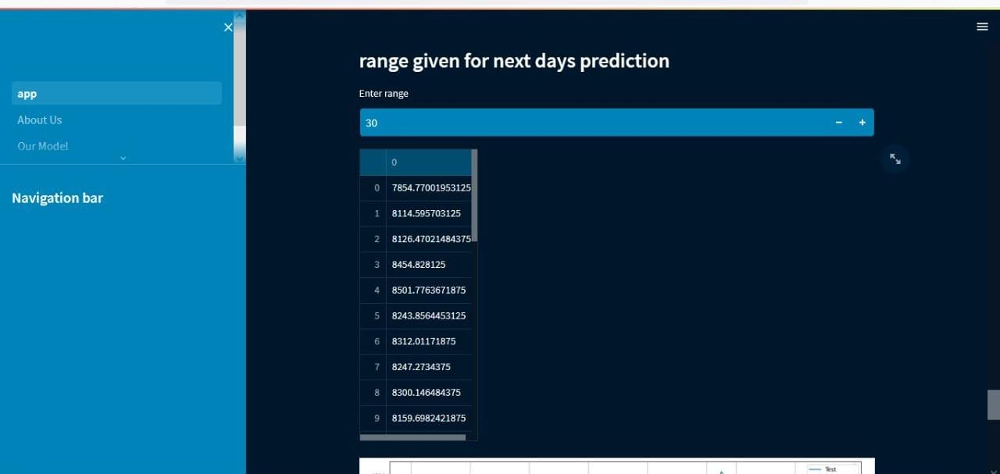 app
About Us
Our Model
Navigation bar
range given for next days prediction
Enter range
30
0
0 7854.77001953125
1 8114.595703125
2 8126.47021484375
3 8454.828125
4 8501.7763671875
5 8243.8564453125
6 8312.01171875
7 8247.2734375
8 8300.146484375
9 8159.6982421875
Test